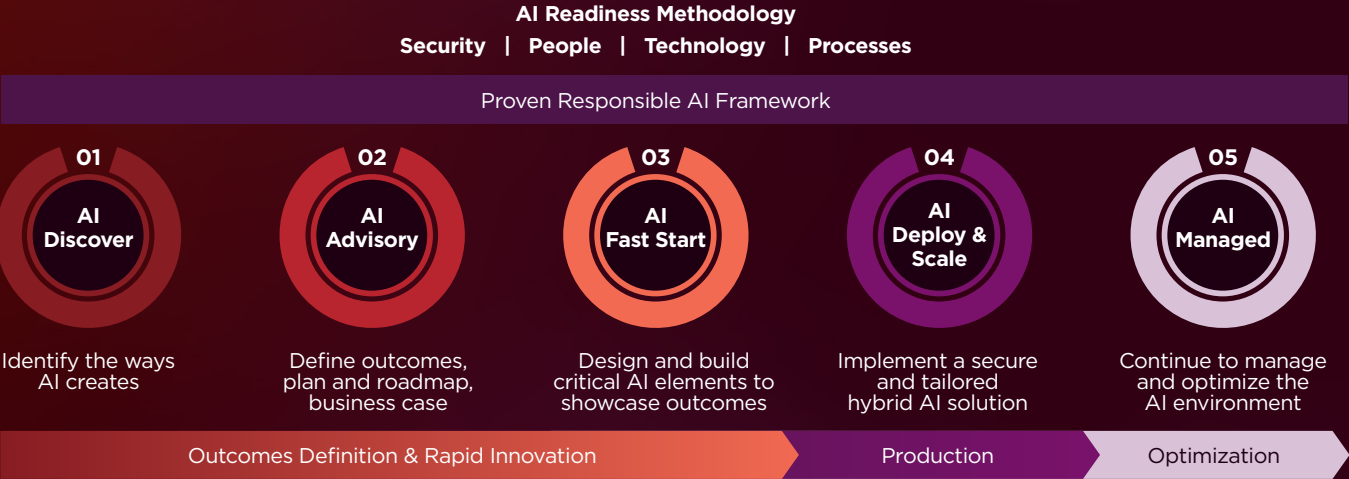 AI Readiness Methodology
Security | People | Technology | Processes
Proven Responsible AI Framework
01
AI
Discover
Identify the ways
AI creates
02
AI
Advisory
Define outcomes,
plan and roadmap,
business case
03
AI
Fast Start
Design and build
critical AI elements to
showcase outcomes
04
AI
Deploy &
Scale
Implement a secure
and tailored
hybrid AI solution
05
AI
Managed
Continue to manage
and optimize the
AI environment
Outcomes Definition & Rapid Innovation
Production
Optimization